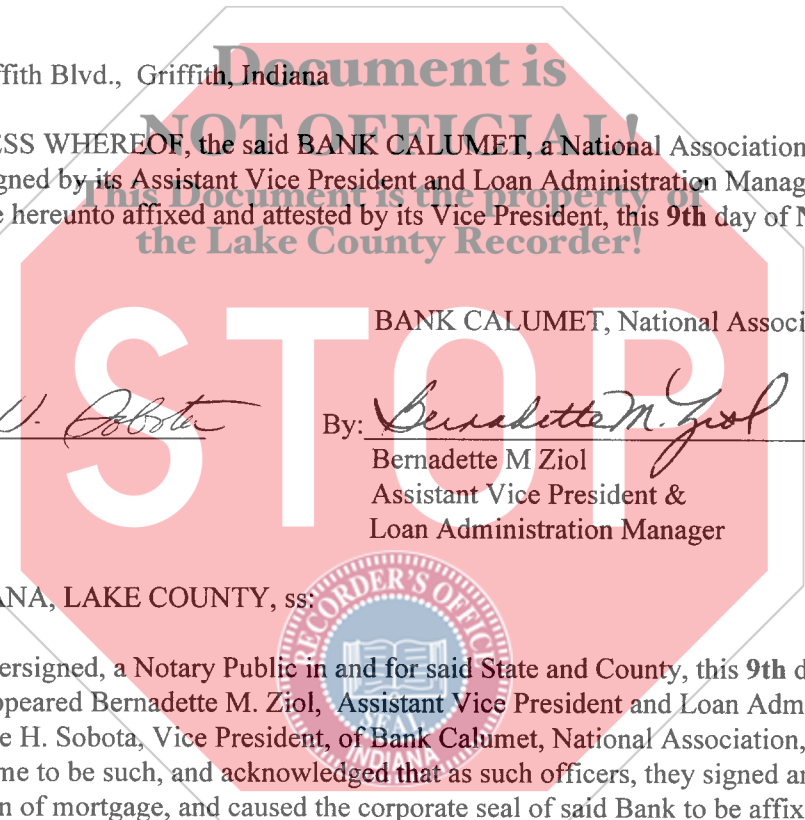 Document is
ffith Blvd., Griffith, Indiana
NOT OFFICIAL!
ESS WHEREOF, the said BANK CALUMET, a National Association
igned by its Assistant Vice President and Loan Administration Manag
This Document is the property of
e hereunto affixed and attested by its Vice President, this 9th day of N
the Lake County Recorder!
STOP
BANK CALUMET, National Associ
By: Bernadette M. Ziol
Bernadette M Ziol
Assistant Vice President &
Loan Administration Manager
RECORDER'S OFFICE
SEAL
INDIANA
ANA, LAKE COUNTY, ss:
ersigned, a Notary Public in and for said State and County, this 9th d
ppeared Bernadette M. Ziol, Assistant Vice President and Loan Adm
e H. Sobota, Vice President, of Bank Calumet, National Association,
me to be such, and acknowledged that as such officers, they signed an
n of mortgage, and caused the corporate seal of said Bank to be affix